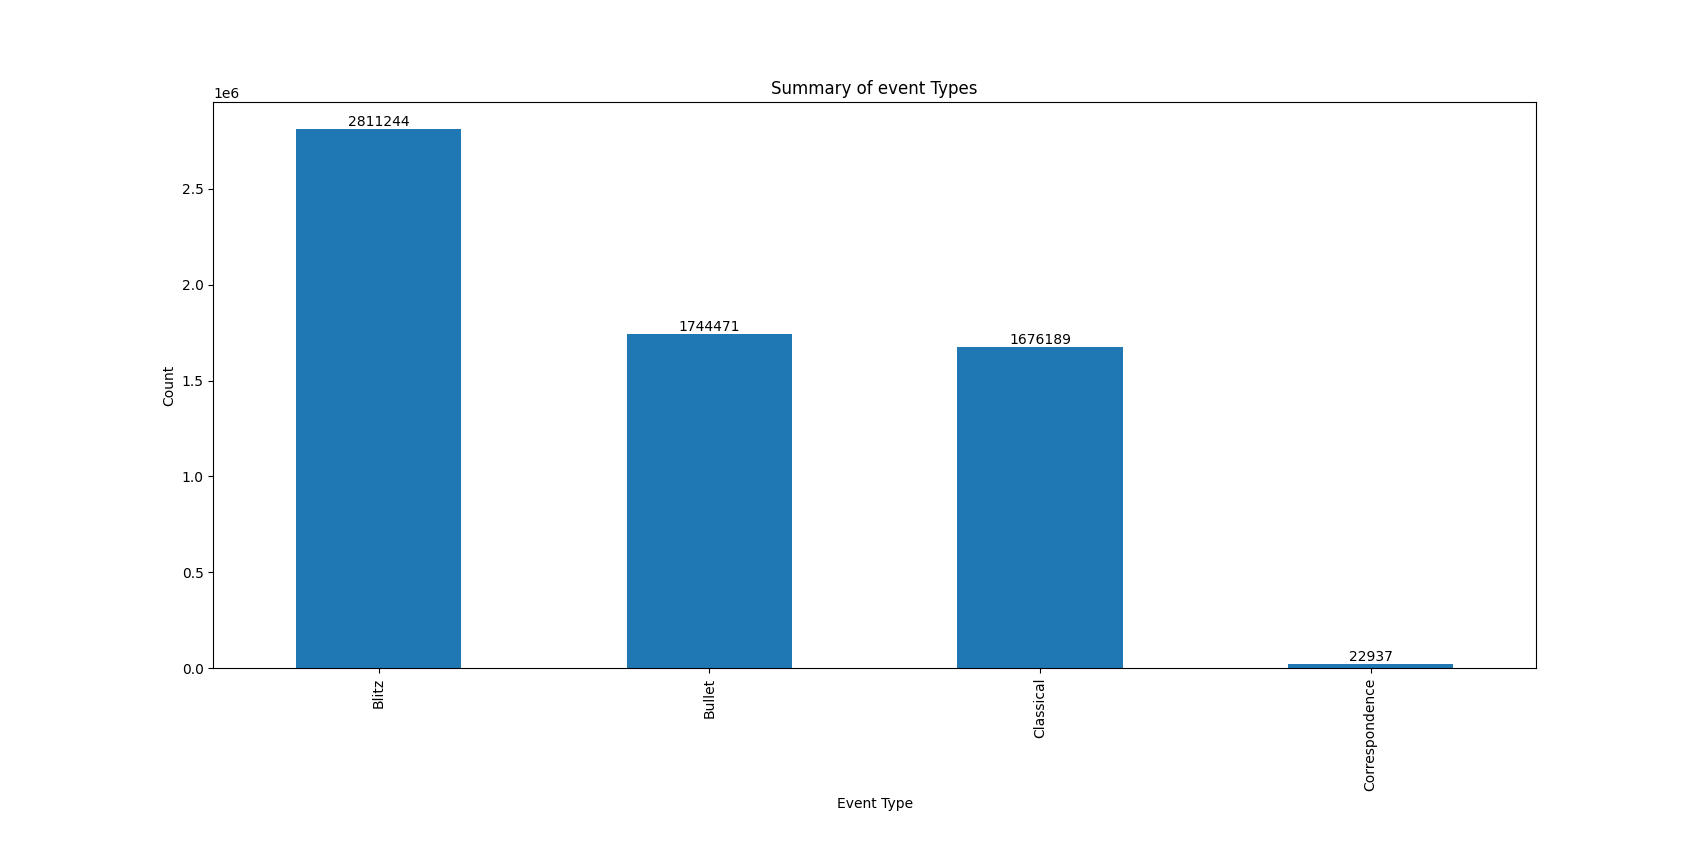 Summary of event Types
1e6
2811244
2.5
2.0
1744471
1676189
1.5
Count
1.0
0.5
22937
0.0
Blitz
Bullet
Classical
Correspondence
Event Type